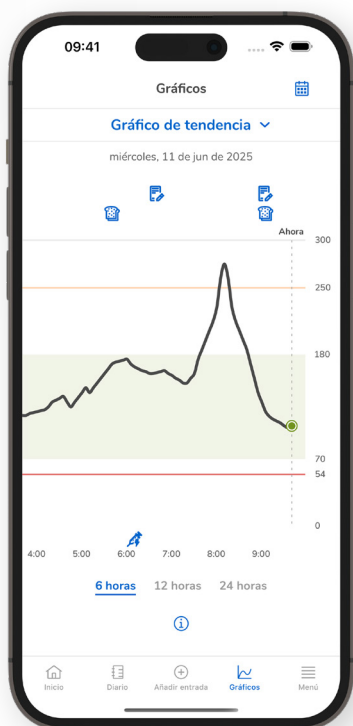 09:41
Gráficos
Gráfico de tendencia
miércoles, 11 de jun de 2025
Ahora
300
250
180
70
54
0
4:00 5:00 6:00 7:00 8:00 9:00
6 horas 12 horas 24 horas
Inicio Diario Añadir entrada Gráficos Menú